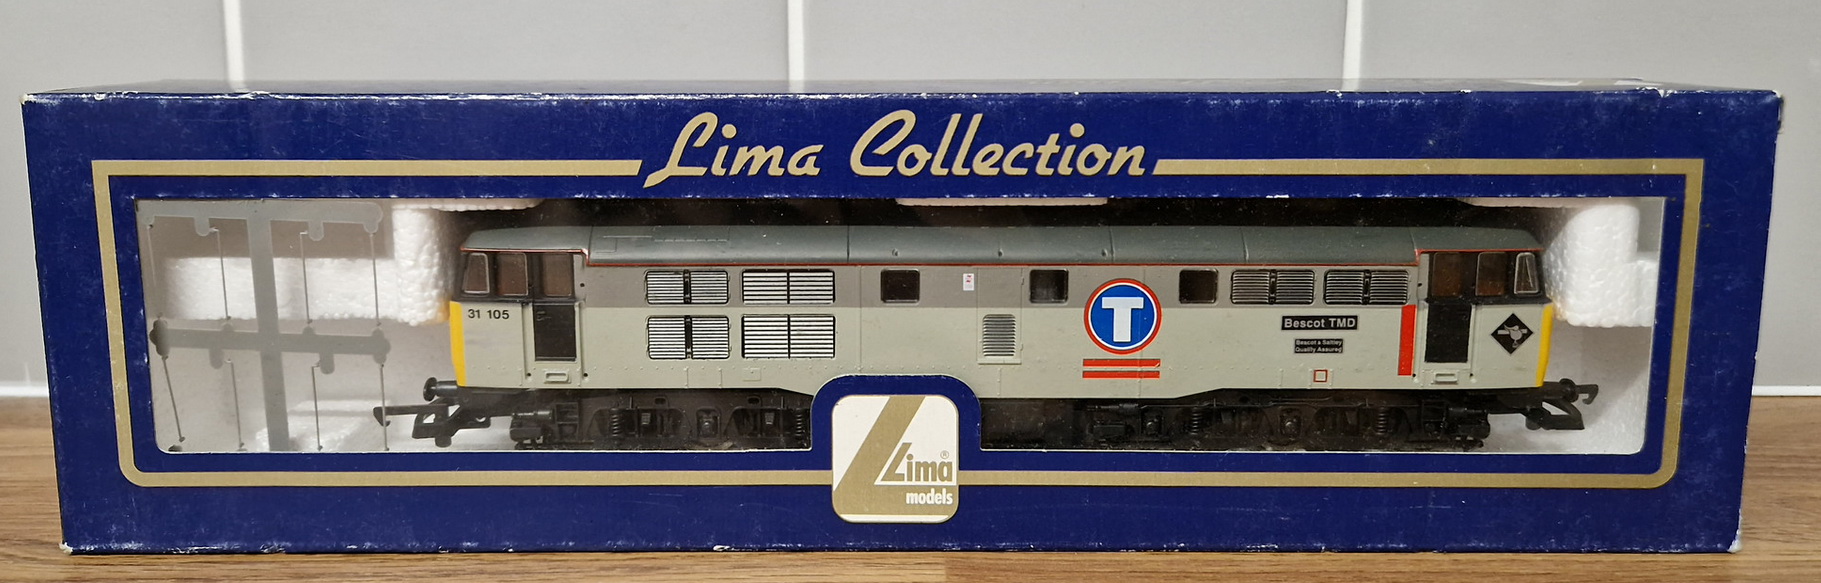 Lima Collection
31 105
T
Bescot TMD
Bescot & Saltley
Quality Assured
Lima®
models